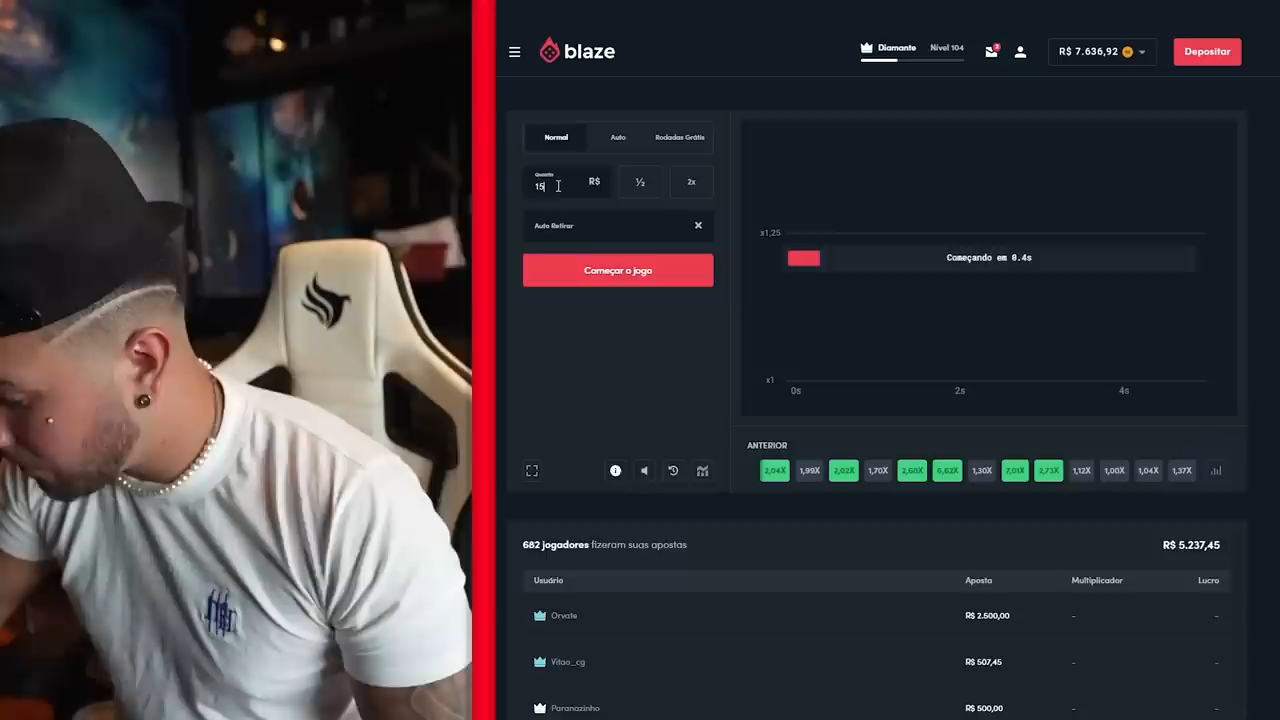 blaze
Diamante
Nível 104
3
R$ 7.636,92
Depositar
Normal
Auto
Rodadas Grátis
Quantia
15
R$
½
2x
Auto Retirar
Começar o jogo
x1,25
Começando em 0.4s
x1
0s
2s
4s
ANTERIOR
2,04X
1,99X
2,02X
1,70X
2,60X
6,62X
1,30X
7,01X
2,73X
1,12X
1,00X
1,04X
1,37X
682 jogadores fizeram suas apostas
R$ 5.237,45
Usuário
Aposta
Multiplicador
Lucro
Orvate
R$ 2.500,00
-
-
Vitao_cg
R$ 507,45
-
-
Paranazinho
R$ 500,00
-
-